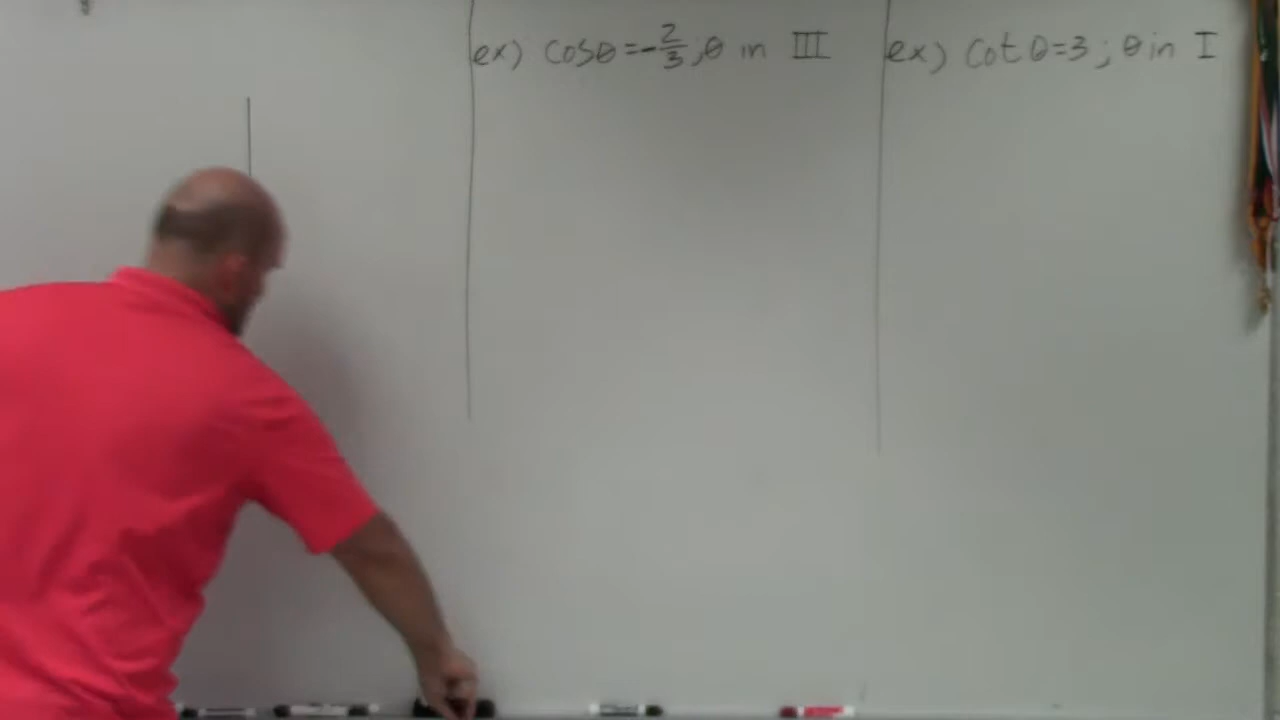 ex) cosθ=-2/3; θ in III
ex) Cot θ=3; θ in I